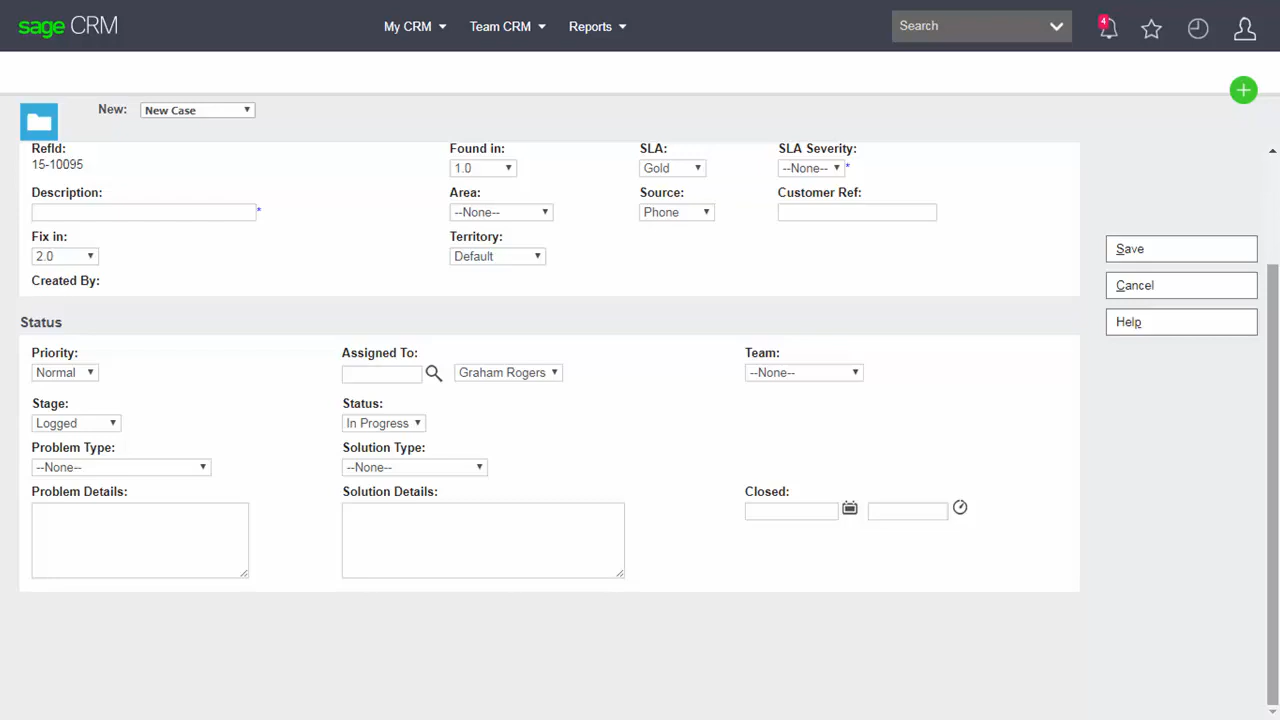 sage CRM My CRM Team CRM Reports Search 4
New: New Case
RefId: Found in: SLA: SLA Severity:
15-10095 1.0 Gold --None-- *
Description: Area: Source: Customer Ref:
* --None-- Phone
Fix in: Territory:
2.0 Default
Created By:
Save
Cancel
Help
Status
Priority: Assigned To: Team:
Normal Graham Rogers --None--
Stage: Status:
Logged In Progress
Problem Type: Solution Type:
--None-- --None--
Problem Details: Solution Details: Closed: